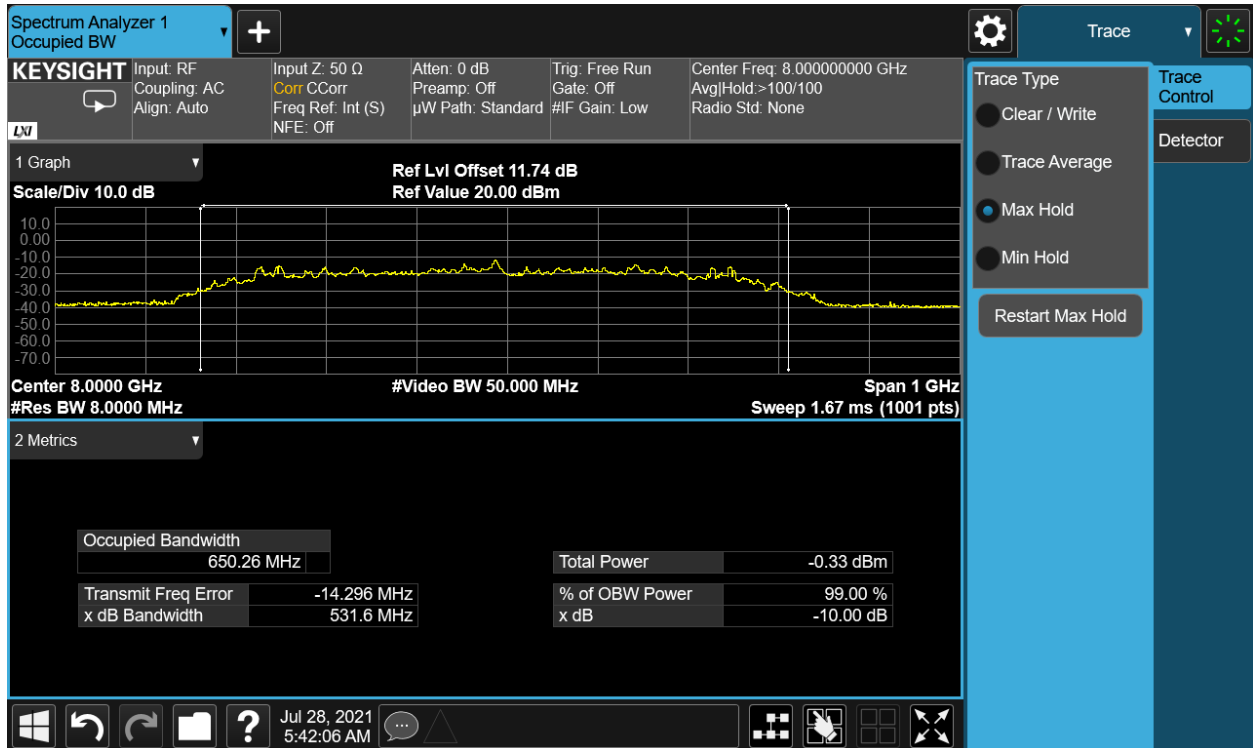 Spectrum Analyzer 1
Occupied BW
+
Trace
KEYSIGHT
LXI
Input: RF
Coupling: AC
Align: Auto
Input Z: 50 Ω
Corr CCorr
Freq Ref: Int (S)
NFE: Off
Atten: 0 dB
Preamp: Off
µW Path: Standard
Trig: Free Run
Gate: Off
#IF Gain: Low
Center Freq: 8.000000000 GHz
Avg|Hold:>100/100
Radio Std: None
1 Graph
Scale/Div 10.0 dB
Ref Lvl Offset 11.74 dB
Ref Value 20.00 dBm
10.0
0.00
-10.0
-20.0
-30.0
-40.0
-50.0
-60.0
-70.0
Center 8.0000 GHz
#Video BW 50.000 MHz
Span 1 GHz
#Res BW 8.0000 MHz
Sweep 1.67 ms (1001 pts)
2 Metrics
Occupied Bandwidth
650.26 MHz
Total Power -0.33 dBm
Transmit Freq Error -14.296 MHz
% of OBW Power 99.00 %
x dB Bandwidth 531.6 MHz
x dB -10.00 dB
Trace Type
Clear / Write
Trace Average
Max Hold
Min Hold
Restart Max Hold
Trace
Control
Detector
?
Jul 28, 2021
5:42:06 AM